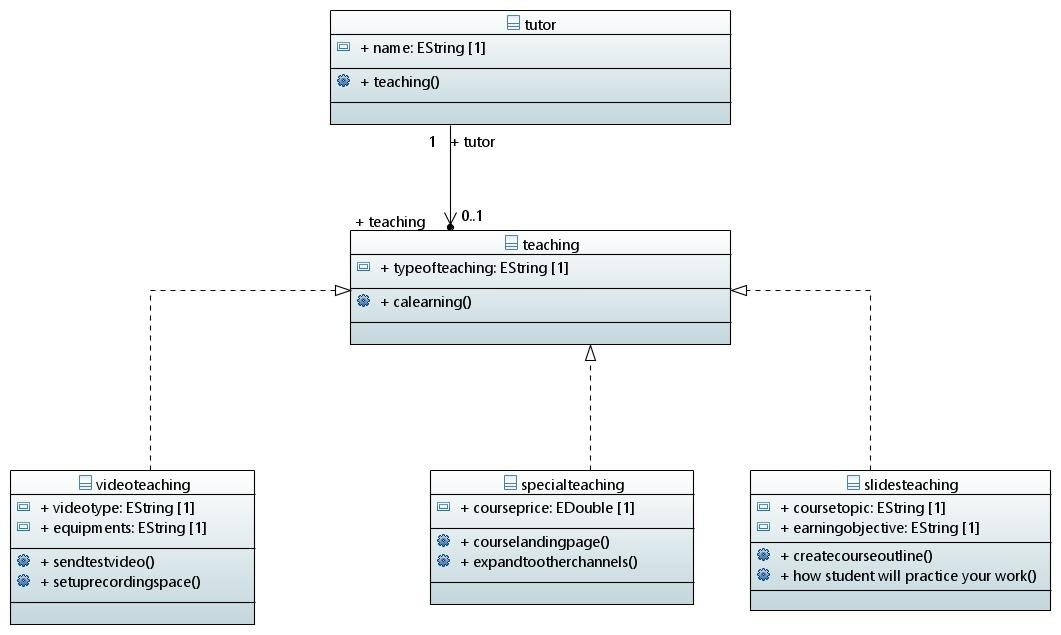 tutor
+ name: EString [1]
+ teaching()
1 + tutor
+ teaching 0..1
teaching
+ typeofteaching: EString [1]
+ calearning()
videoteaching
+ videotype: EString [1]
+ equipments: EString [1]
+ sendtestvideo()
+ setuprecordingspace()
specialteaching
+ courseprice: EDouble [1]
+ courselandingpage()
+ expandtootherchannels()
slidesteaching
+ coursetopic: EString [1]
+ earningobjective: EString [1]
+ createcourseoutline()
+ how student will practice your work()